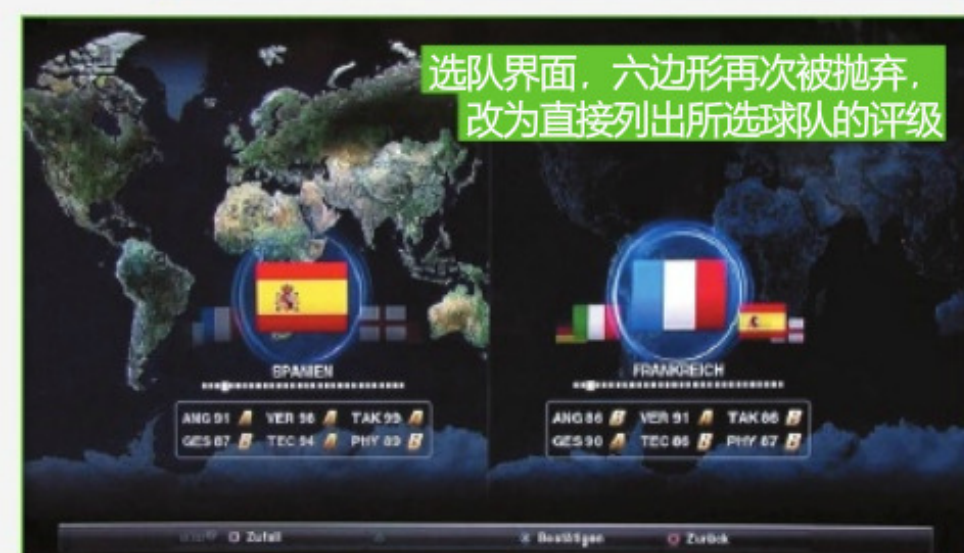 选队界面，六边形再次被抛弃，
改为直接列出所选球队的评级
SPANIEN
ANG 91 A VER 98 A TAK 99 A
GES 87 B TEC 94 A PHY 89 B
FRANKREICH
ANG 86 B VER 91 A TAK 86 B
GES 90 A TEC 86 B PHY 87 B
Zufall
Bestätigen
Zurück